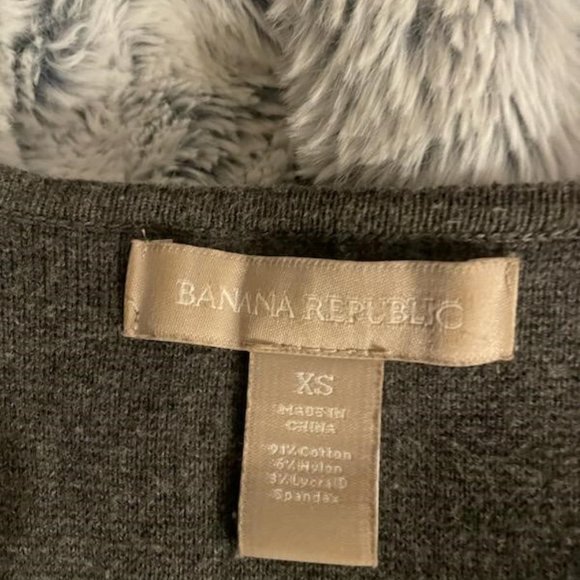 BANANA REPUBLIC
XS
MADE IN
CHINA
91% Cotton
6% Nylon
3% Lycra®
Spandex